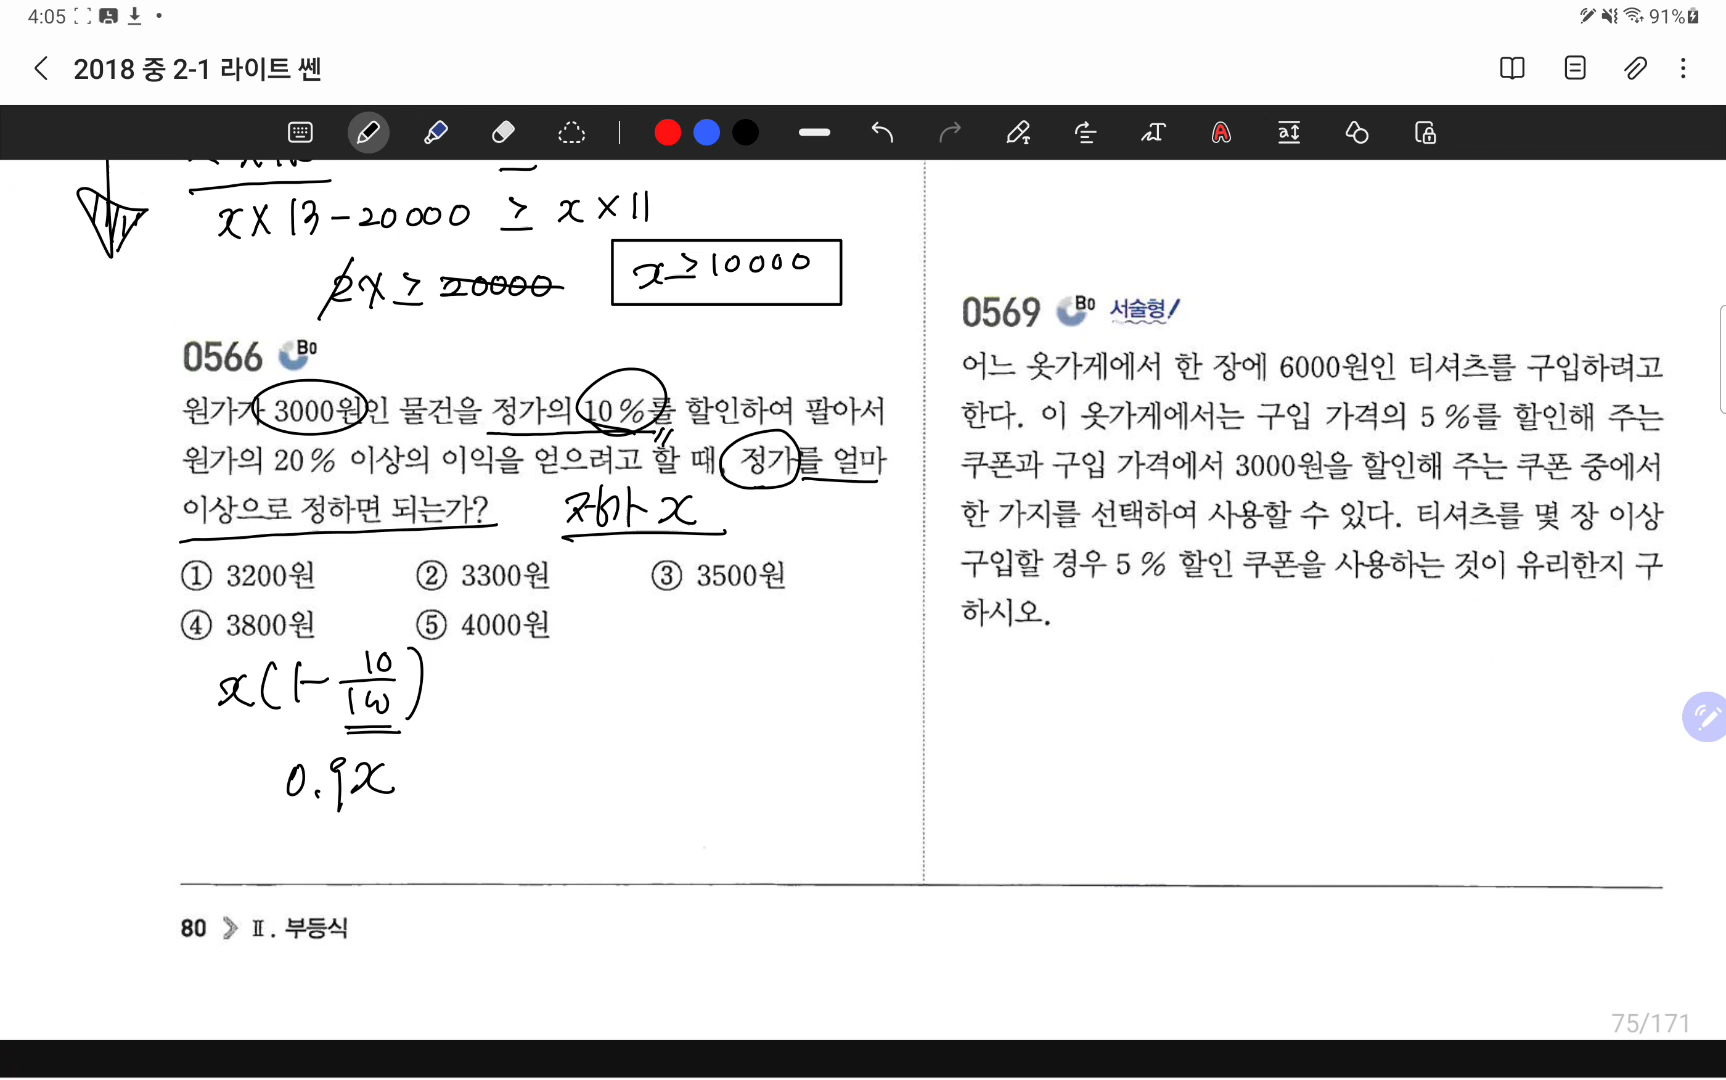 4:05
91%
2018 중 2-1 라이트 쎈
x × 13 - 20000 ≥ x × 11
2x ≥ 20000
x ≥ 10000
0566 B0
원가가 3000원인 물건을 정가의 10 %를 할인하여 팔아서
원가의 20 % 이상의 이익을 얻으려고 할 때, 정가를 얼마
이상으로 정하면 되는가?
정가 x
① 3200원 ② 3300원 ③ 3500원
④ 3800원 ⑤ 4000원
x(1- 10/100)
0.9x
0569 B0 서술형!
어느 옷가게에서 한 장에 6000원인 티셔츠를 구입하려고
한다. 이 옷가게에서는 구입 가격의 5 %를 할인해 주는
쿠폰과 구입 가격에서 3000원을 할인해 주는 쿠폰 중에서
한 가지를 선택하여 사용할 수 있다. 티셔츠를 몇 장 이상
구입할 경우 5 % 할인 쿠폰을 사용하는 것이 유리한지 구
하시오.
80 Ⅱ. 부등식
75/171